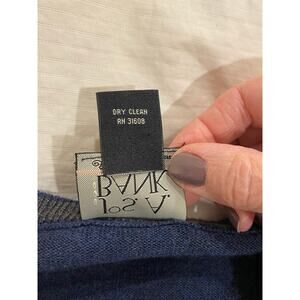 DRY CLEAN
RN 31608
JOS. A.
BANK